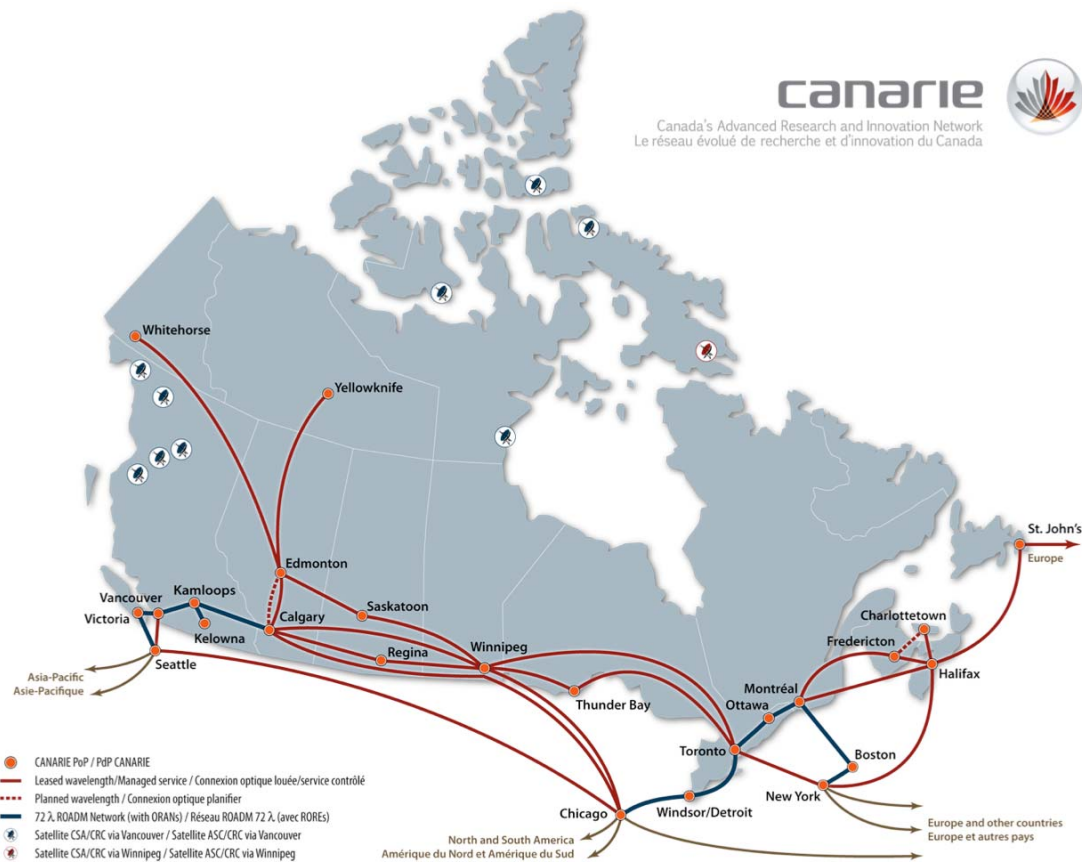 canarie
Canada's Advanced Research and Innovation Network
Le réseau évolué de recherche et d'innovation du Canada
Whitehorse
Yellowknife
St. John's
Europe
Edmonton
Kamloops
Vancouver
Saskatoon
Victoria
Calgary
Charlottetown
Kelowna
Fredericton
Winnipeg
Regina
Seattle
Halifax
Asia-Pacific
Asie-Pacifique
Montréal
Ottawa
Thunder Bay
Toronto
Boston
New York
CANARIE PoP / PdP CANARIE
Leased wavelength/Managed service / Connexion optique louée/service contrôlé
Planned wavelength / Connexion optique planifier
72 λ ROADM Network (with ORANs) / Réseau ROADM 72 λ (avec ROREs)
Satellite CSA/CRC via Vancouver / Satellite ASC/CRC via Vancouver
Satellite CSA/CRC via Winnipeg / Satellite ASC/CRC via Winnipeg
Chicago
Windsor/Detroit
North and South America
Amérique du Nord et Amérique du Sud
Europe and other countries
Europe et autres pays